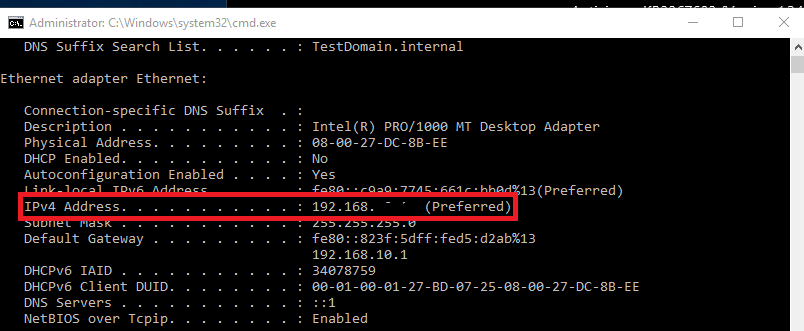 Administrator: C:\Windows\system32\cmd.exe
DNS Suffix Search List. . . . . . : TestDomain.internal
Ethernet adapter Ethernet:
Connection-specific DNS Suffix  . :
Description . . . . . . . . . . . : Intel(R) PRO/1000 MT Desktop Adapter
Physical Address. . . . . . . . . : 08-00-27-DC-8B-EE
DHCP Enabled. . . . . . . . . . . : No
Autoconfiguration Enabled . . . . : Yes
Link-local IPv6 Address . . . . . : fe80::c9a9:7745:661c:bb0d%13(Preferred)
IPv4 Address. . . . . . . . . . . : 192.168. (Preferred)
Subnet Mask . . . . . . . . . . . : 255.255.255.0
Default Gateway . . . . . . . . . : fe80::823f:5dff:fed5:d2ab%13
192.168.10.1
DHCPv6 IAID . . . . . . . . . . . : 34078759
DHCPv6 Client DUID. . . . . . . . : 00-01-00-01-27-BD-07-25-08-00-27-DC-8B-EE
DNS Servers . . . . . . . . . . . : ::1
NetBIOS over Tcpip. . . . . . . . : Enabled